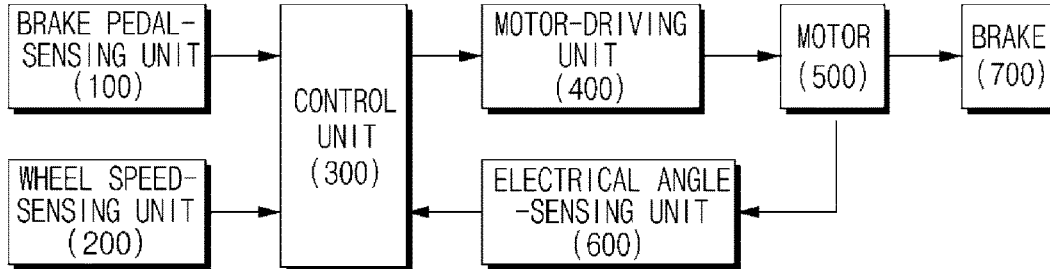 BRAKE PEDAL-
SENSING UNIT
(100)
WHEEL SPEED-
SENSING UNIT
(200)
CONTROL
UNIT
(300)
MOTOR-DRIVING
UNIT
(400)
MOTOR
(500)
BRAKE
(700)
ELECTRICAL ANGLE
-SENSING UNIT
(600)